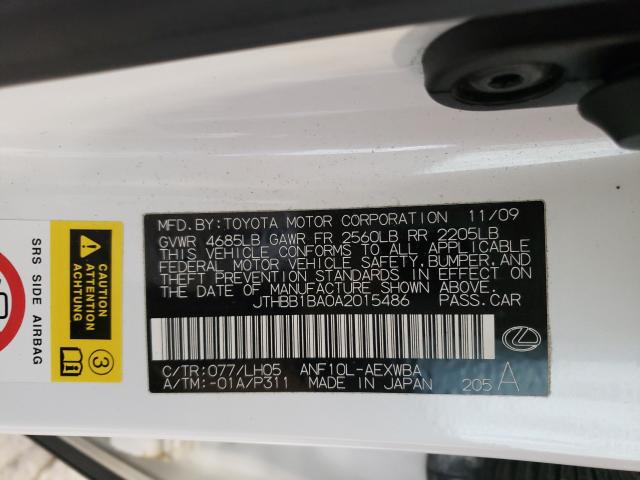 MFD.BY:TOYOTA MOTOR CORPORATION 11/09
GVWR 4685LB GAWR FR 2560LB RR 2205LB
THIS VEHICLE CONFORMS TO ALL APPLICABLE
FEDERAL MOTOR VEHICLE SAFETY, BUMPER, AND
THEFT PREVENTION STANDARDS IN EFFECT ON
THE DATE OF MANUFACTURE SHOWN ABOVE.
JTHBB1BA0A2015486 PASS.CAR
C/TR:077/LH05 ANF10L-AEXWBA
A/TM:-01A/P311 MADE IN JAPAN 205 A
SRS SIDE AIRBAG
CAUTION
ATTENTION
ACHTUNG
3